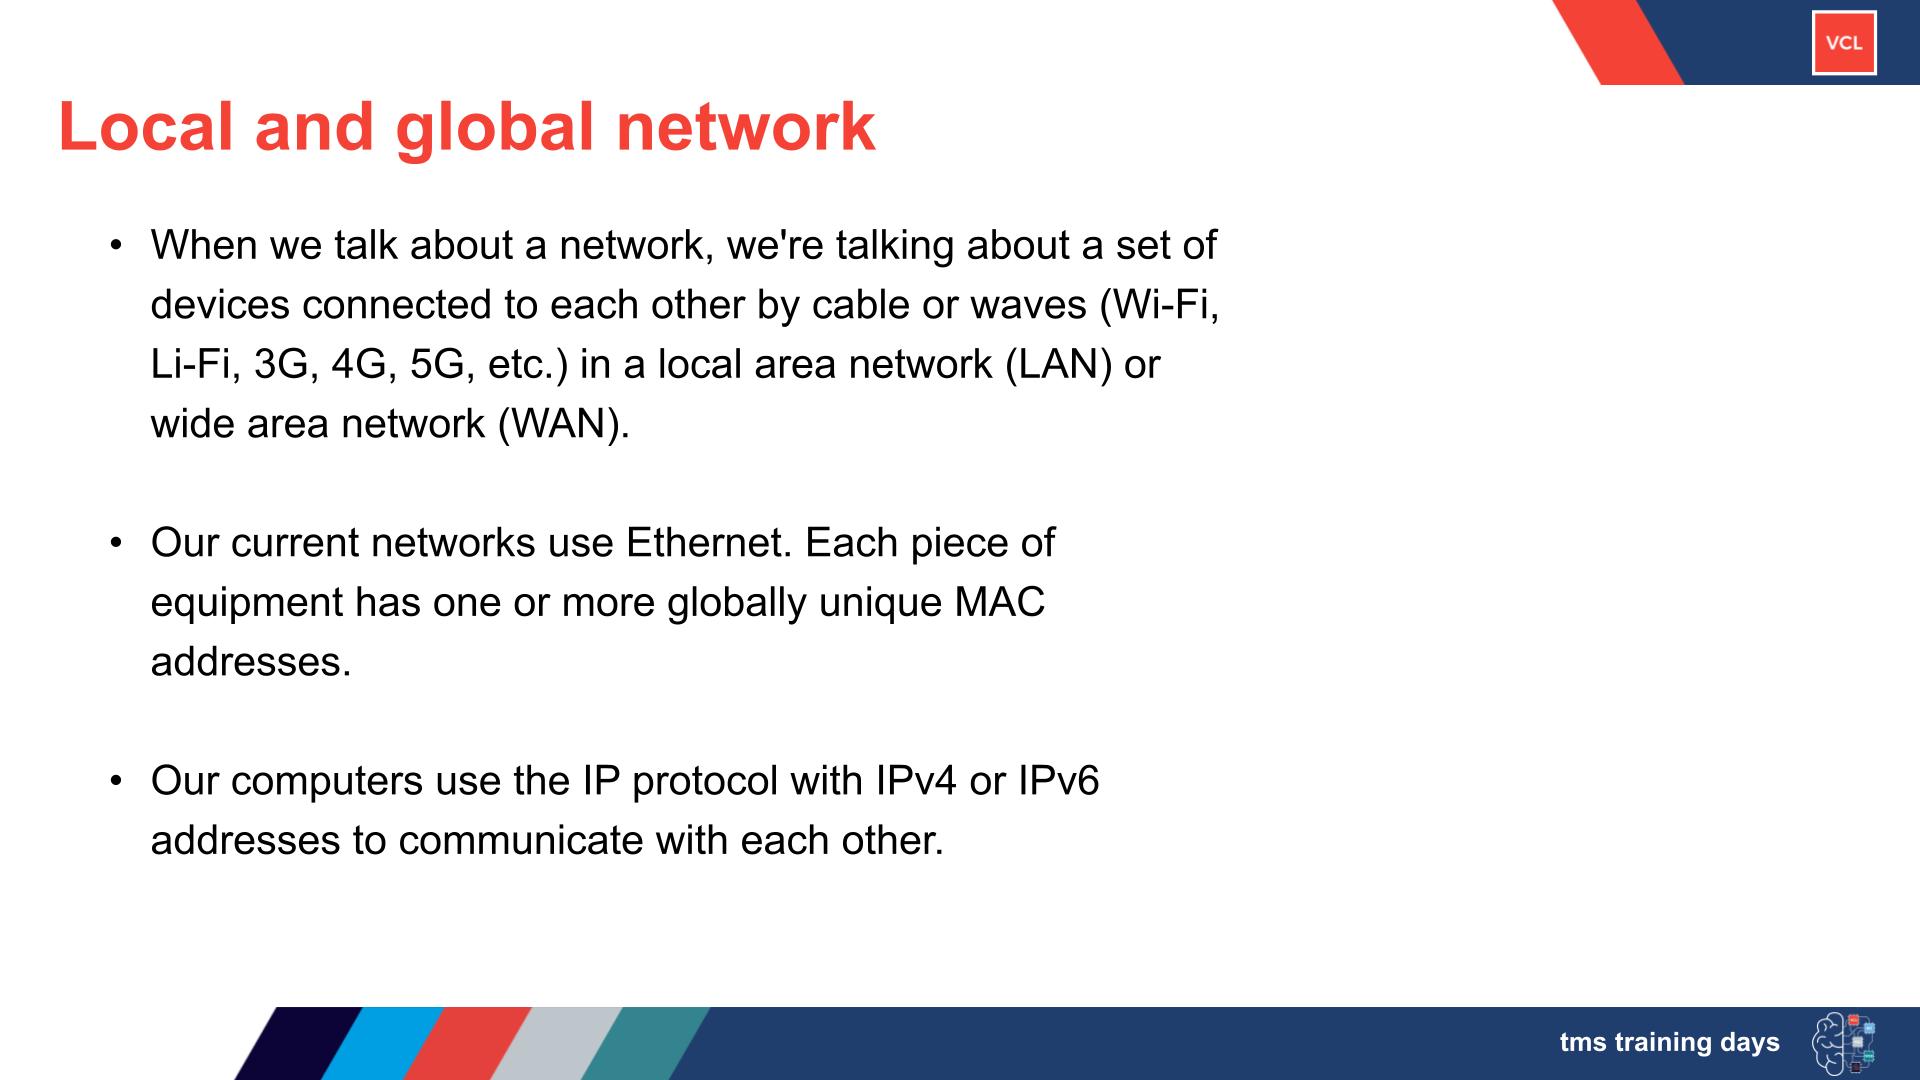 VCL
Local and global network
• When we talk about a network, we're talking about a set of
devices connected to each other by cable or waves (Wi-Fi,
Li-Fi, 3G, 4G, 5G, etc.) in a local area network (LAN) or
wide area network (WAN).
• Our current networks use Ethernet. Each piece of
equipment has one or more globally unique MAC
addresses.
• Our computers use the IP protocol with IPv4 or IPv6
addresses to communicate with each other.
tms training days